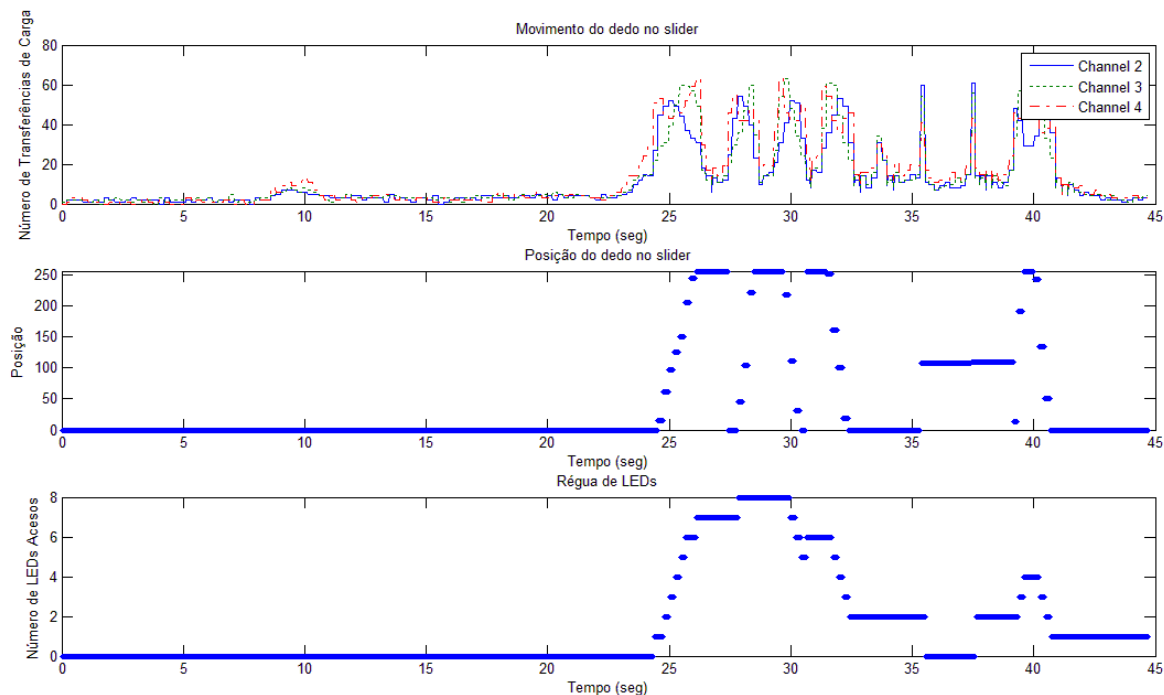 Movimento do dedo no slider
Número de Transferências de Carga
80
60
40
20
0
Channel 2
Channel 3
Channel 4
0 5 10 15 20 25 30 35 40 45
Tempo (seg)
Posição do dedo no slider
Posição
250
200
150
100
50
0
0 5 10 15 20 25 30 35 40 45
Tempo (seg)
Régua de LEDs
Número de LEDs Acesos
8
6
4
2
0
0 5 10 15 20 25 30 35 40 45
Tempo (seg)